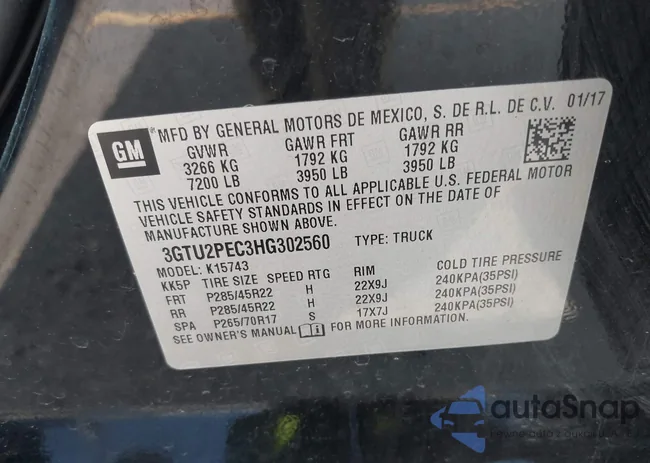 GM
MFD BY GENERAL MOTORS DE MEXICO, S. DE R.L. DE C.V. 01/17
GVWR GAWR FRT GAWR RR
3266 KG 1792 KG 1792 KG
7200 LB 3950 LB 3950 LB
THIS VEHICLE CONFORMS TO ALL APPLICABLE U.S. FEDERAL MOTOR
VEHICLE SAFETY STANDARDS IN EFFECT ON THE DATE OF
MANUFACTURE SHOWN ABOVE.
3GTU2PEC3HG302560 TYPE: TRUCK
MODEL: K15743
KK5P TIRE SIZE SPEED RTG RIM COLD TIRE PRESSURE
FRT P285/45R22 H 22X9J 240KPA(35PSI)
RR P285/45R22 H 22X9J 240KPA(35PSI)
SPA P265/70R17 S 17X7J 240KPA(35PSI)
SEE OWNER'S MANUAL FOR MORE INFORMATION.
autoSnap